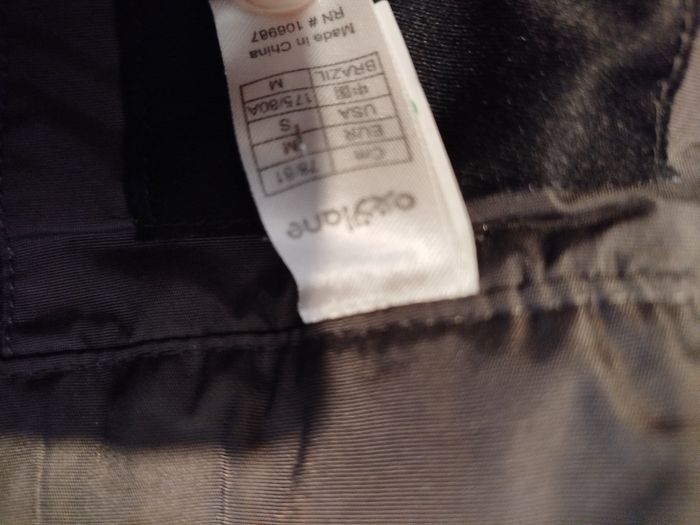 oxylane
Cm 78/81
EUR M
USA S
中国 175/80A
BRAZIL M
Made in China
RN # 106987